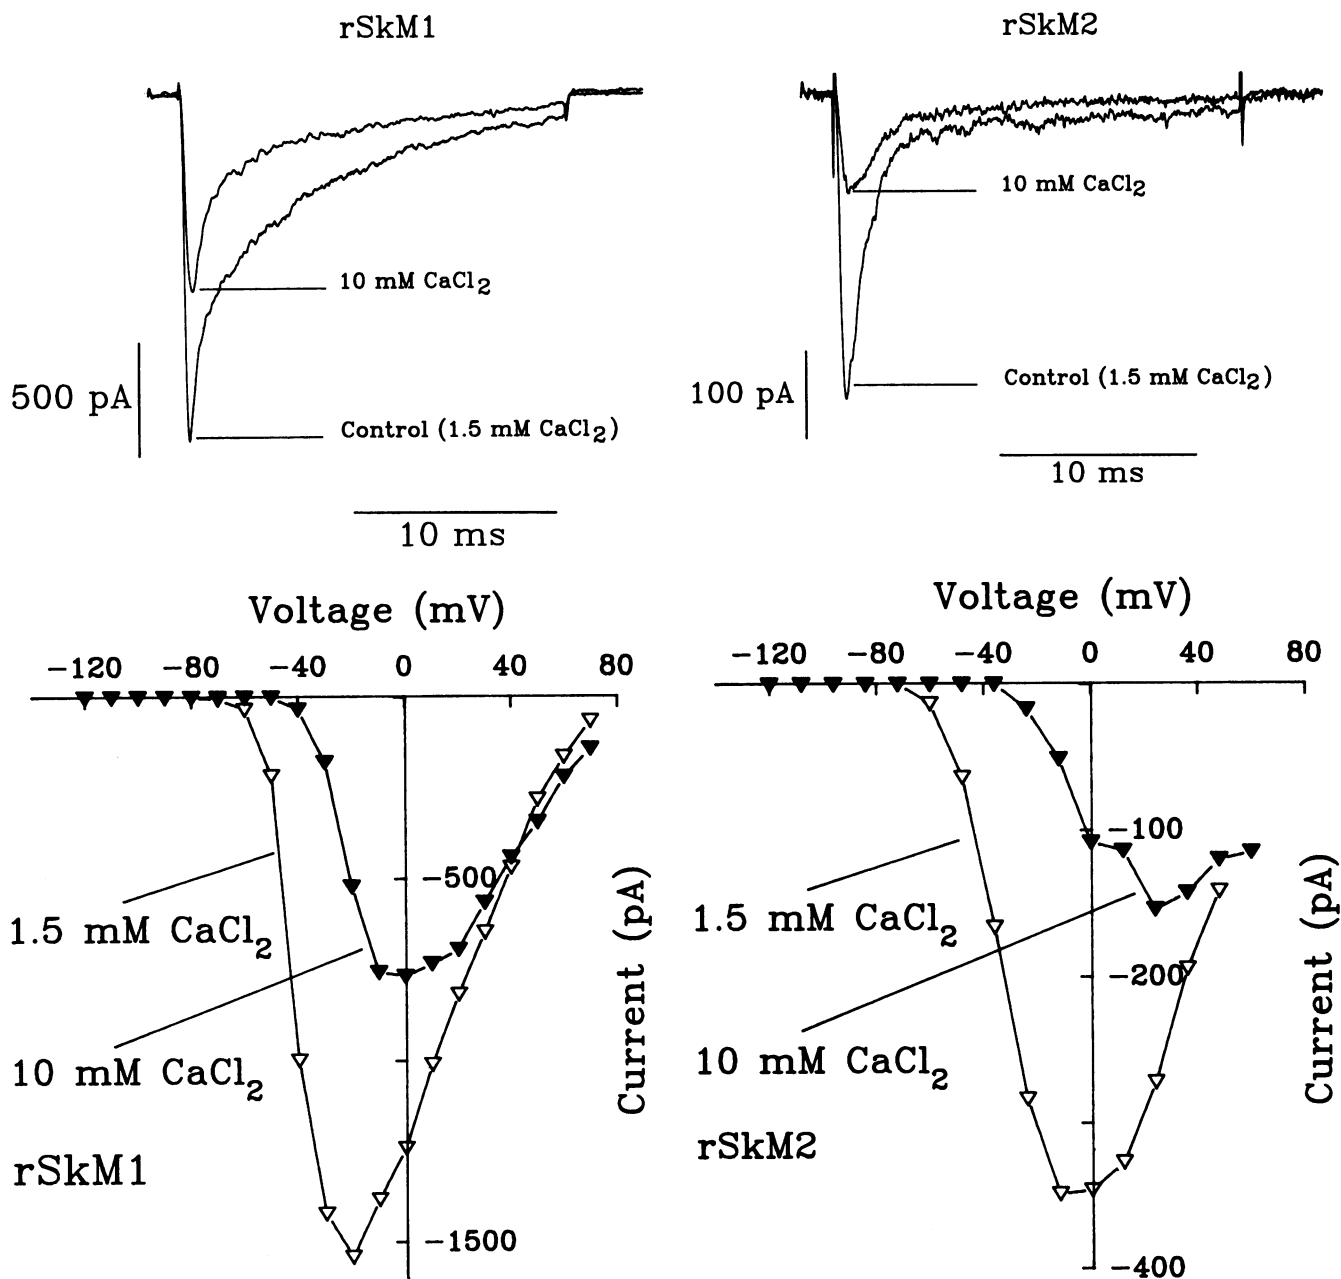 rSkM1
10 mM CaCl2
500 pA
Control (1.5 mM CaCl2)
10 ms
rSkM2
10 mM CaCl2
100 pA
Control (1.5 mM CaCl2)
10 ms
Voltage (mV)
-120 -80 -40 0 40 80
-500
-1500
Current (pA)
1.5 mM CaCl2
10 mM CaCl2
rSkM1
Voltage (mV)
-120 -80 -40 0 40 80
-100
-200
-400
Current (pA)
1.5 mM CaCl2
10 mM CaCl2
rSkM2